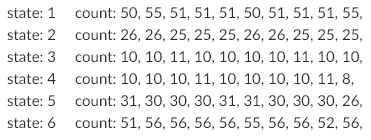 state: 1 count: 50, 55, 51, 51, 51, 50, 51, 51, 51, 55,
state: 2 count: 26, 26, 25, 25, 25, 26, 26, 25, 25, 25,
state: 3 count: 10, 10, 11, 10, 10, 10, 10, 11, 10, 10,
state: 4 count: 10, 10, 10, 11, 10, 10, 10, 10, 11, 8,
state: 5 count: 31, 30, 30, 30, 31, 31, 30, 30, 30, 26,
state: 6 count: 51, 56, 56, 56, 56, 55, 56, 56, 52, 56,